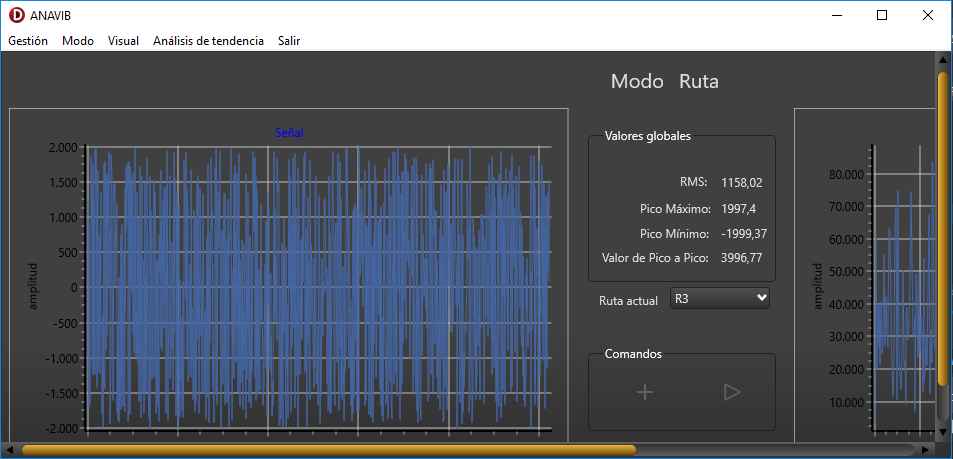 ANAVIB
Gestión Modo Visual Análisis de tendencia Salir
Modo Ruta
Señal
amplitud
2.000
1.500
1.000
500
0
-500
-1.000
-1.500
-2.000
Valores globales
RMS: 1158,02
Pico Máximo: 1997,4
Pico Mínimo: -1999,37
Valor de Pico a Pico: 3996,77
Ruta actual R3
Comandos
amplitud
80.000
70.000
60.000
50.000
40.000
30.000
20.000
10.000